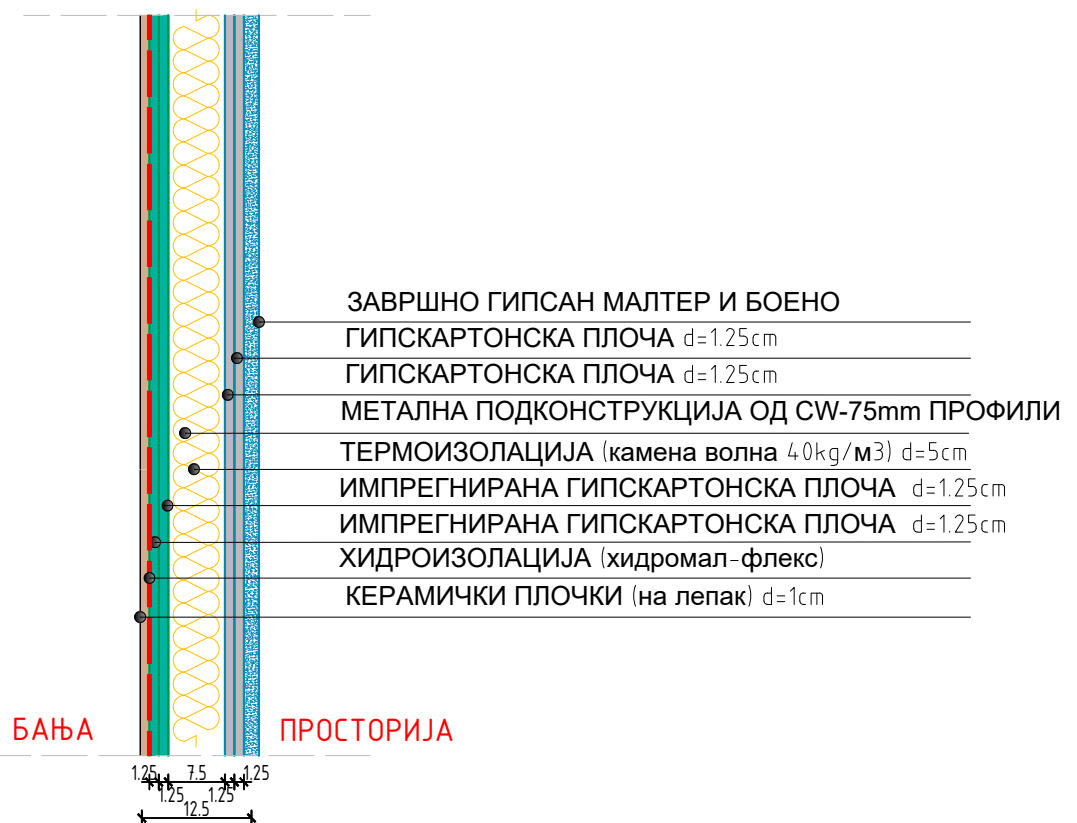 ЗАВРШНО ГИПСАН МАЛТЕР И БОЕНО
ГИПСКАРТОНСКА ПЛОЧА d=1.25cm
ГИПСКАРТОНСКА ПЛОЧА d=1.25cm
МЕТАЛНА ПОДКОНСТРУКЦИЈА ОД CW-75mm ПРОФИЛИ
ТЕРМОИЗОЛАЦИЈА (камена волна 40kg/м3) d=5cm
ИМПРЕГНИРАНА ГИПСКАРТОНСКА ПЛОЧА d=1.25cm
ИМПРЕГНИРАНА ГИПСКАРТОНСКА ПЛОЧА d=1.25cm
ХИДРОИЗОЛАЦИЈА (хидромал-флекс)
КЕРАМИЧКИ ПЛОЧКИ (на лепак) d=1cm
БАЊА ПРОСТОРИЈА
1.25 7.5 1.25
1.25 1.25
12.5